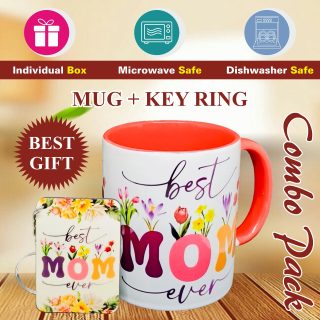 Individual Box
Microwave Safe
Dishwasher Safe
MUG + KEY RING
BEST
GIFT
Combo Pack
best
MOM
ever
best
MOM
ever